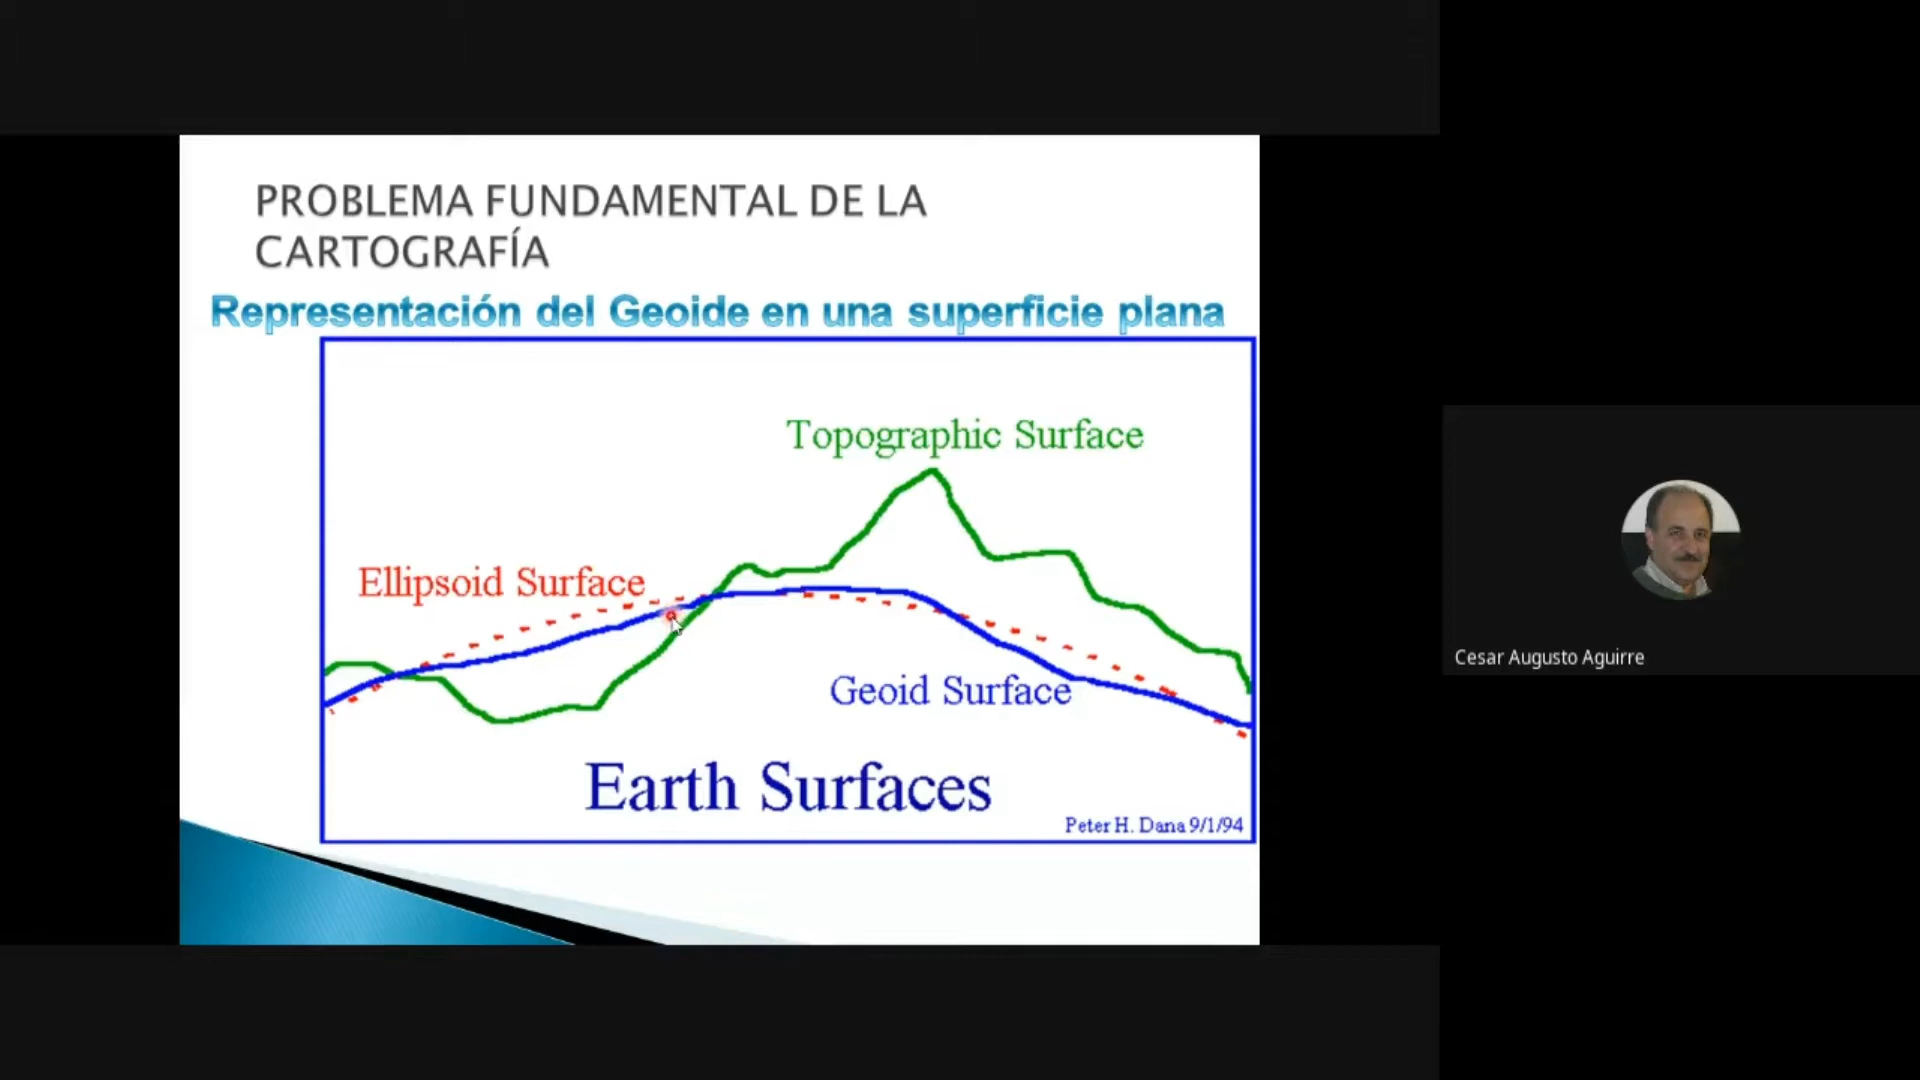 PROBLEMA FUNDAMENTAL DE LA
CARTOGRAFÍA
Representación del Geoide en una superficie plana
Topographic Surface
Ellipsoid Surface
Geoid Surface
Earth Surfaces
Peter H. Dana 9/1/94
Cesar Augusto Aguirre